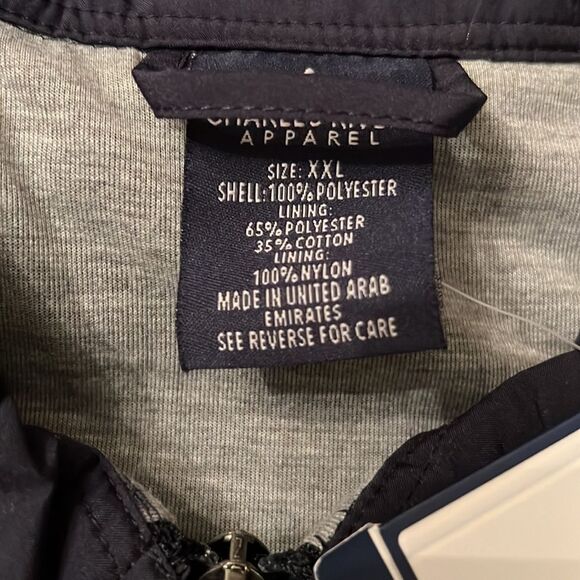 APPAREL
SIZE: XXL
SHELL:100%POLYESTER
LINING:
65%POLYESTER
35%COTTON
LINING:
100%NYLON
MADE IN UNITED ARAB
EMIRATES
SEE REVERSE FOR CARE